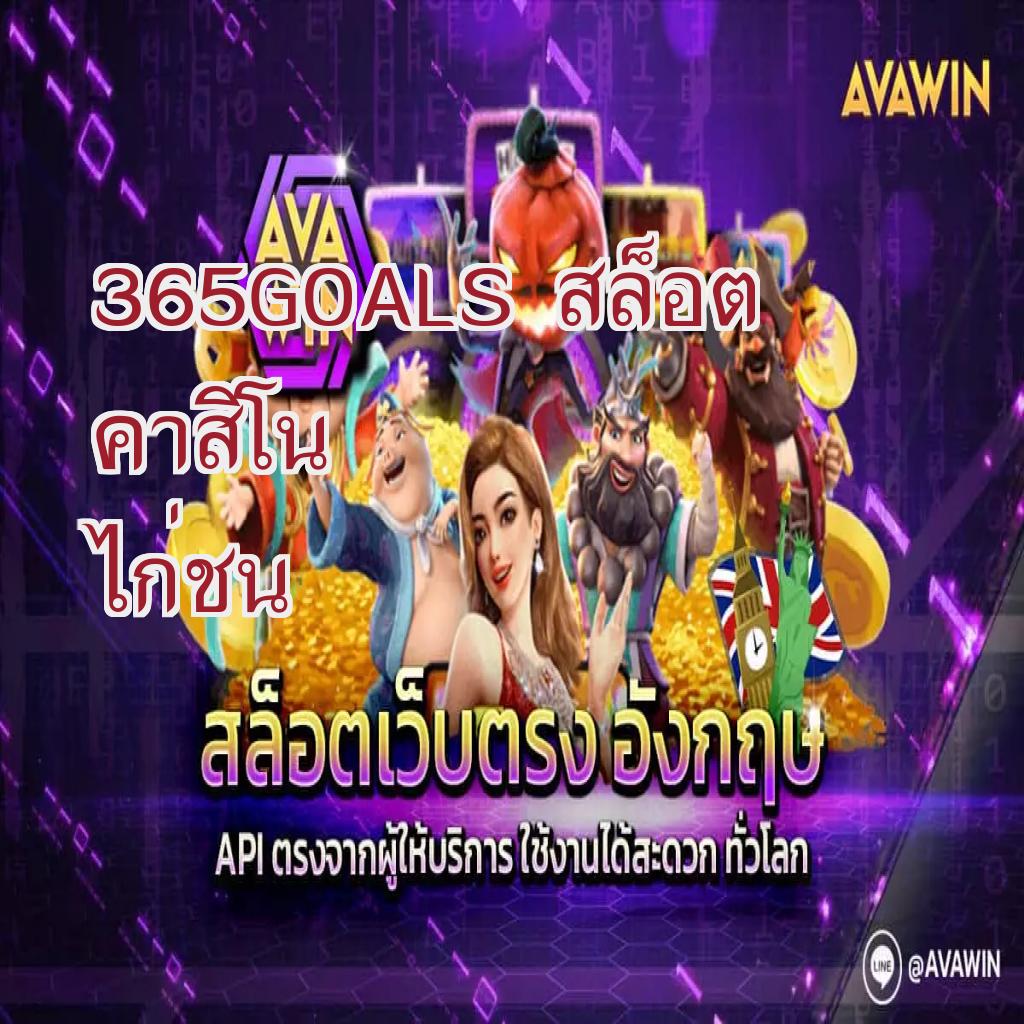 AVAWIN
AVA
WIN
365GOALS สล็อต
คาสิโน
ไก่ชน
สล็อตเว็บตรง อังกฤษ
API ตรงจากผู้ให้บริการ ใช้งานได้สะดวก ทั่วโลก
LINE @AVAWIN